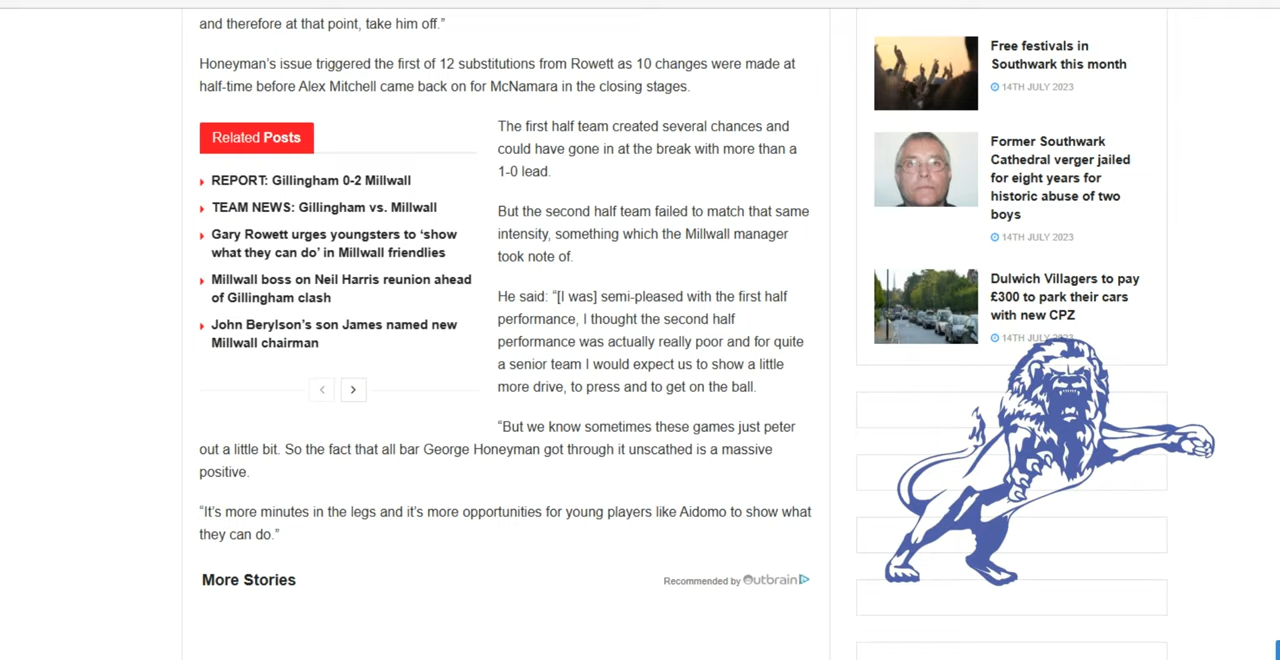 and therefore at that point, take him off.”
Honeyman’s issue triggered the first of 12 substitutions from Rowett as 10 changes were made at
half-time before Alex Mitchell came back on for McNamara in the closing stages.
Related Posts
REPORT: Gillingham 0-2 Millwall
TEAM NEWS: Gillingham vs. Millwall
Gary Rowett urges youngsters to ‘show
what they can do’ in Millwall friendlies
Millwall boss on Neil Harris reunion ahead
of Gillingham clash
John Berylson’s son James named new
Millwall chairman
The first half team created several chances and
could have gone in at the break with more than a
1-0 lead.
But the second half team failed to match that same
intensity, something which the Millwall manager
took note of.
He said: “[I was] semi-pleased with the first half
performance, I thought the second half
performance was actually really poor and for quite
a senior team I would expect us to show a little
more drive, to press and to get on the ball.
“But we know sometimes these games just peter
out a little bit. So the fact that all bar George Honeyman got through it unscathed is a massive
positive.
“It’s more minutes in the legs and it’s more opportunities for young players like Aidomo to show what
they can do.”
More Stories
Recommended by Outbrain
Free festivals in
Southwark this month
14TH JULY 2023
Former Southwark
Cathedral verger jailed
for eight years for
historic abuse of two
boys
14TH JULY 2023
Dulwich Villagers to pay
£300 to park their cars
with new CPZ
14TH JULY 2023